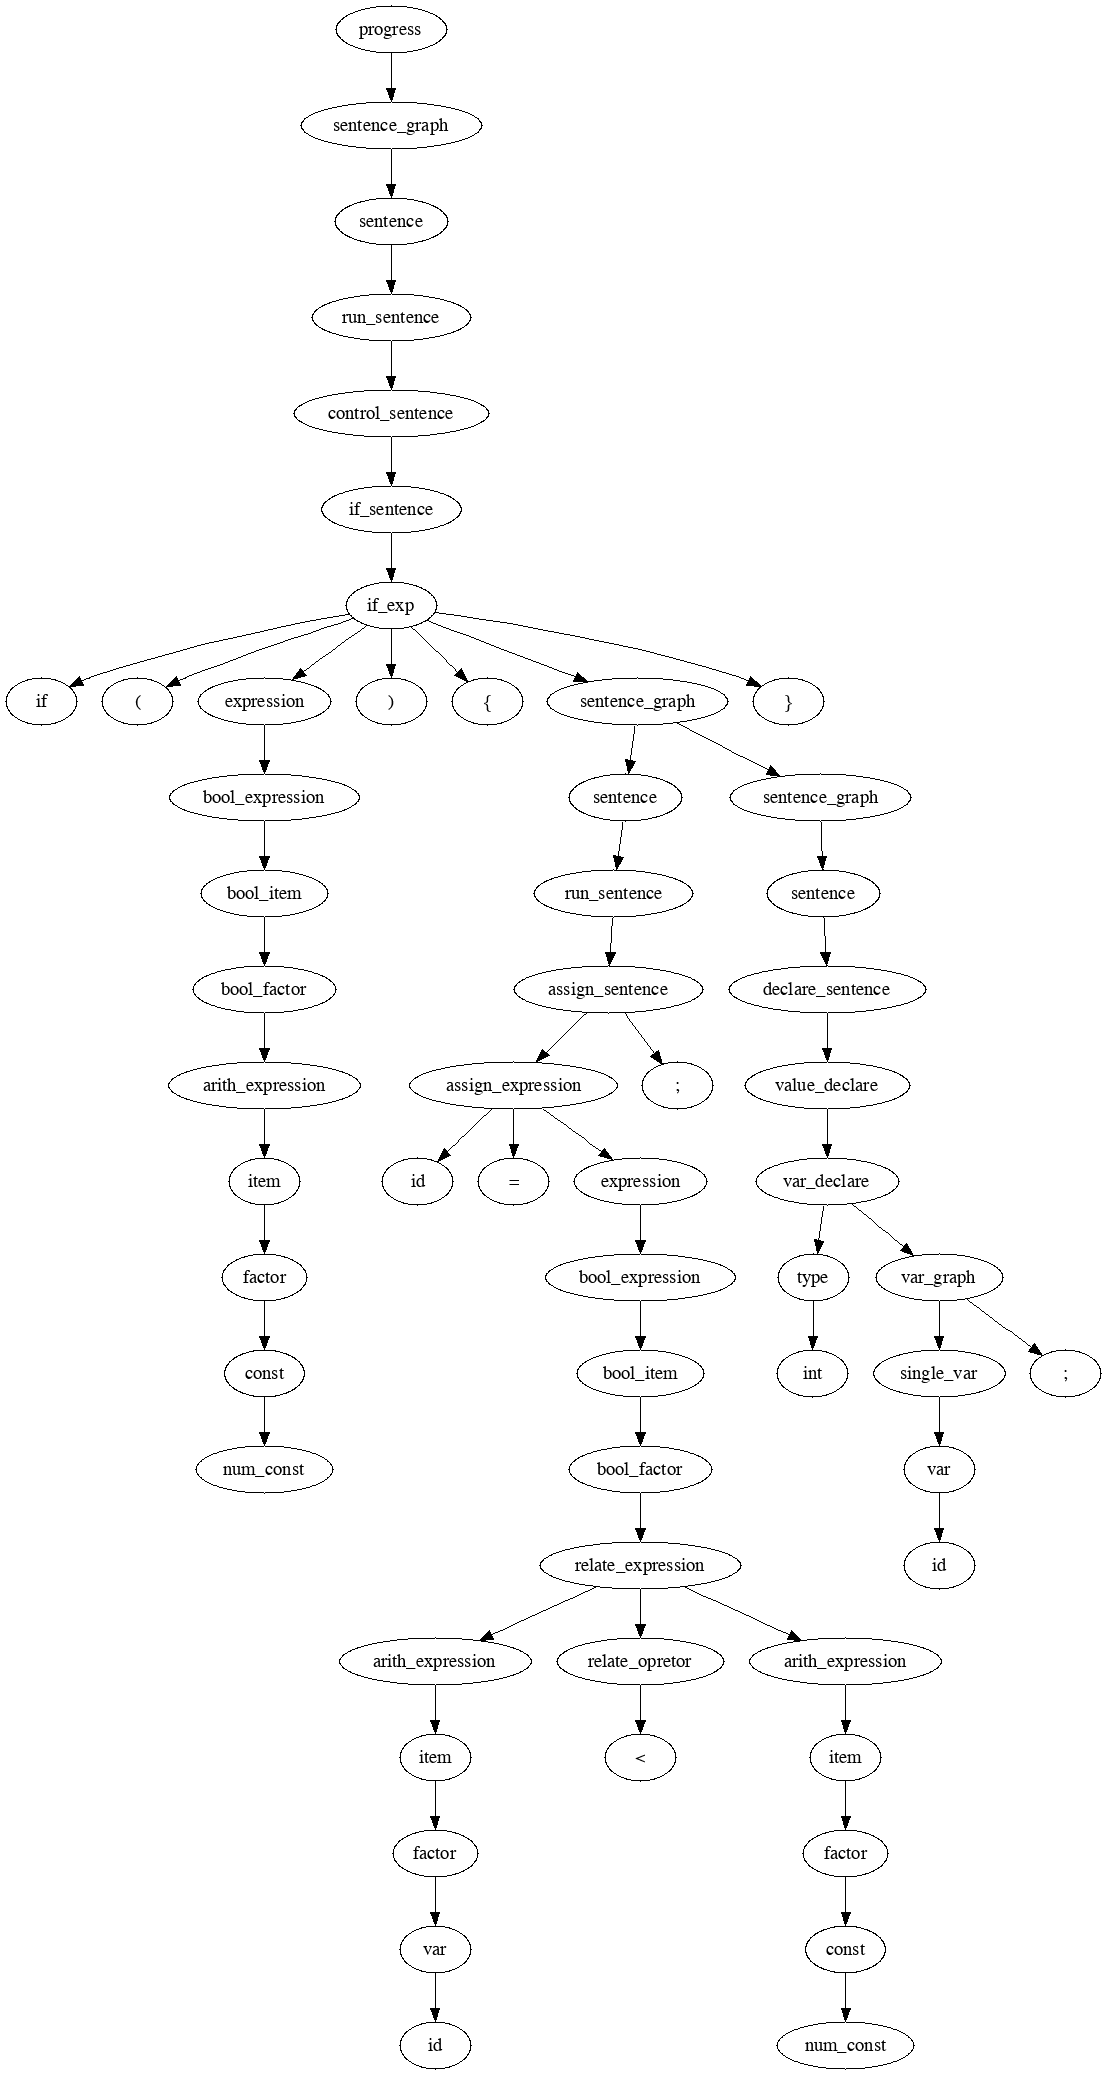 progress
sentence_graph
sentence
run_sentence
control_sentence
if_sentence
if_exp
if ( expression ) { sentence_graph }
bool_expression sentence sentence_graph
bool_item run_sentence sentence
bool_factor assign_sentence declare_sentence
arith_expression assign_expression ; value_declare
item id = expression var_declare
factor bool_expression type var_graph
const bool_item int single_var ;
num_const bool_factor var
relate_expression id
arith_expression relate_opretor arith_expression
item < item
factor factor
var const
id num_const